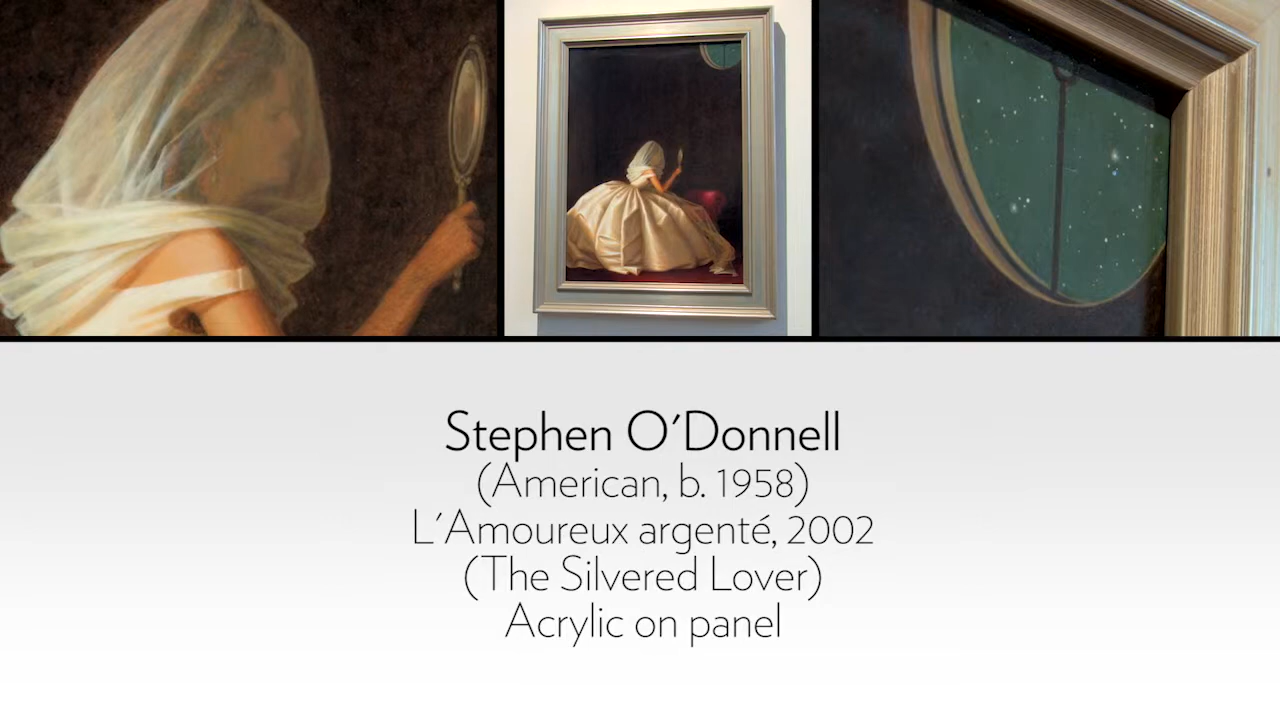 Stephen O'Donnell
(American, b. 1958)
L'Amoureux argenté, 2002
(The Silvered Lover)
Acrylic on panel